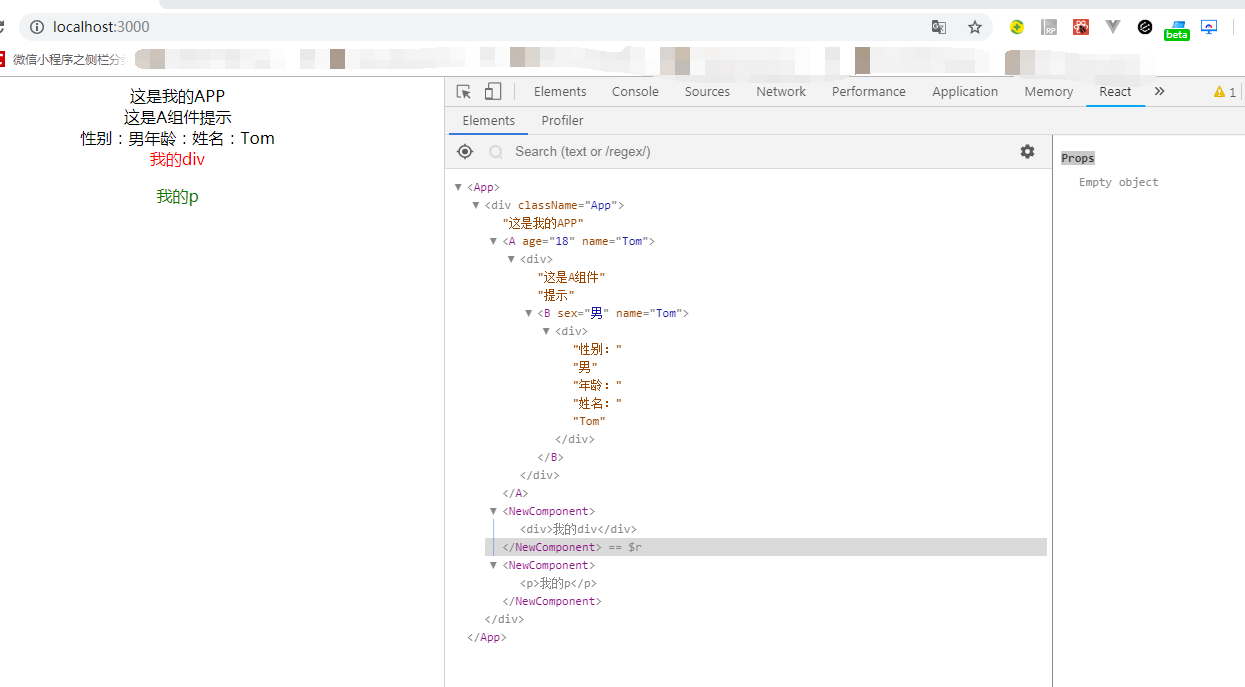 localhost:3000
beta
微信小程序之侧栏分
这是我的APP
这是A组件提示
性别：男年龄：姓名：Tom
我的div
我的p
Elements Console Sources Network Performance Application Memory React » 1
Elements Profiler
Search (text or /regex/)
▼ <App>
▼ <div className="App">
"这是我的APP"
▼ <A age="18" name="Tom">
▼ <div>
"这是A组件"
"提示"
▼ <B sex="男" name="Tom">
▼ <div>
"性别："
"男"
"年龄："
"姓名："
"Tom"
</div>
</B>
</div>
</A>
▼ <NewComponent>
<div>我的div</div>
</NewComponent> == $r
▼ <NewComponent>
<p>我的p</p>
</NewComponent>
</div>
</App>
Props
Empty object